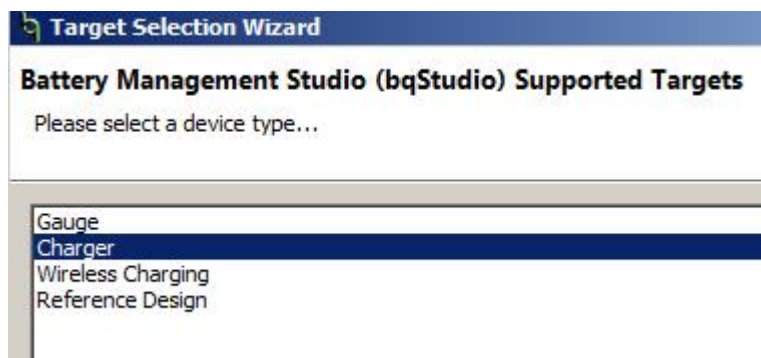 Target Selection Wizard
Battery Management Studio (bqStudio) Supported Targets
Please select a device type...
Gauge
Charger
Wireless Charging
Reference Design